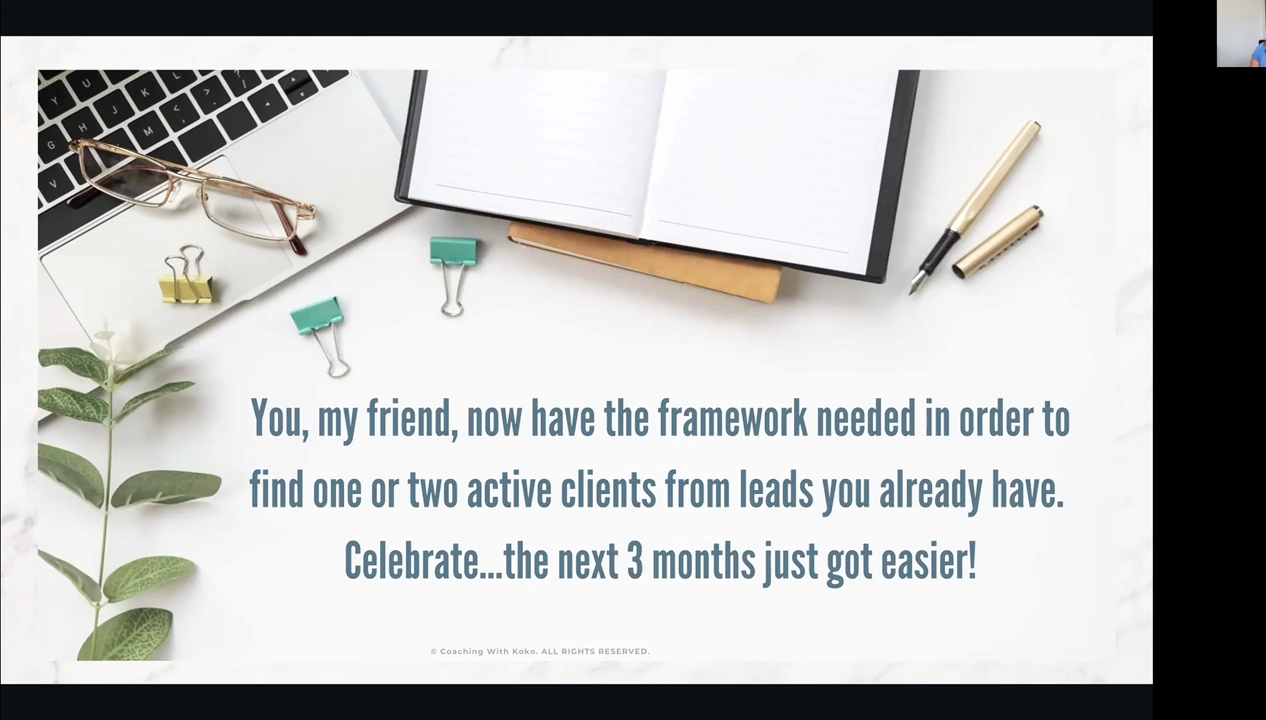 You, my friend, now have the framework needed in order to
find one or two active clients from leads you already have.
Celebrate...the next 3 months just got easier!
© Coaching With Koko. ALL RIGHTS RESERVED.
Y U K L
H J K < > ? /
G M
V